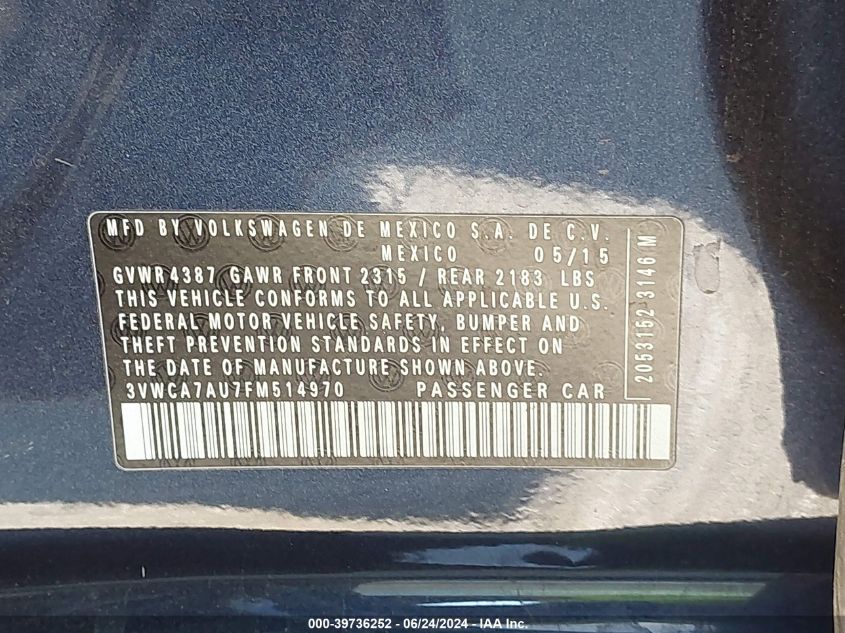 MFD BY VOLKSWAGEN DE MEXICO S.A. DE C.V.
MEXICO 05/15
GVWR 4387 GAWR FRONT 2315 / REAR 2183 LBS
THIS VEHICLE CONFORMS TO ALL APPLICABLE U.S.
FEDERAL MOTOR VEHICLE SAFETY, BUMPER AND
THEFT PREVENTION STANDARDS IN EFFECT ON
THE DATE OF MANUFACTURE SHOWN ABOVE.
3VWCA7AU7FM514970 PASSENGER CAR
2053152 3146 M
000-39736252 - 06/24/2024 - IAA Inc.